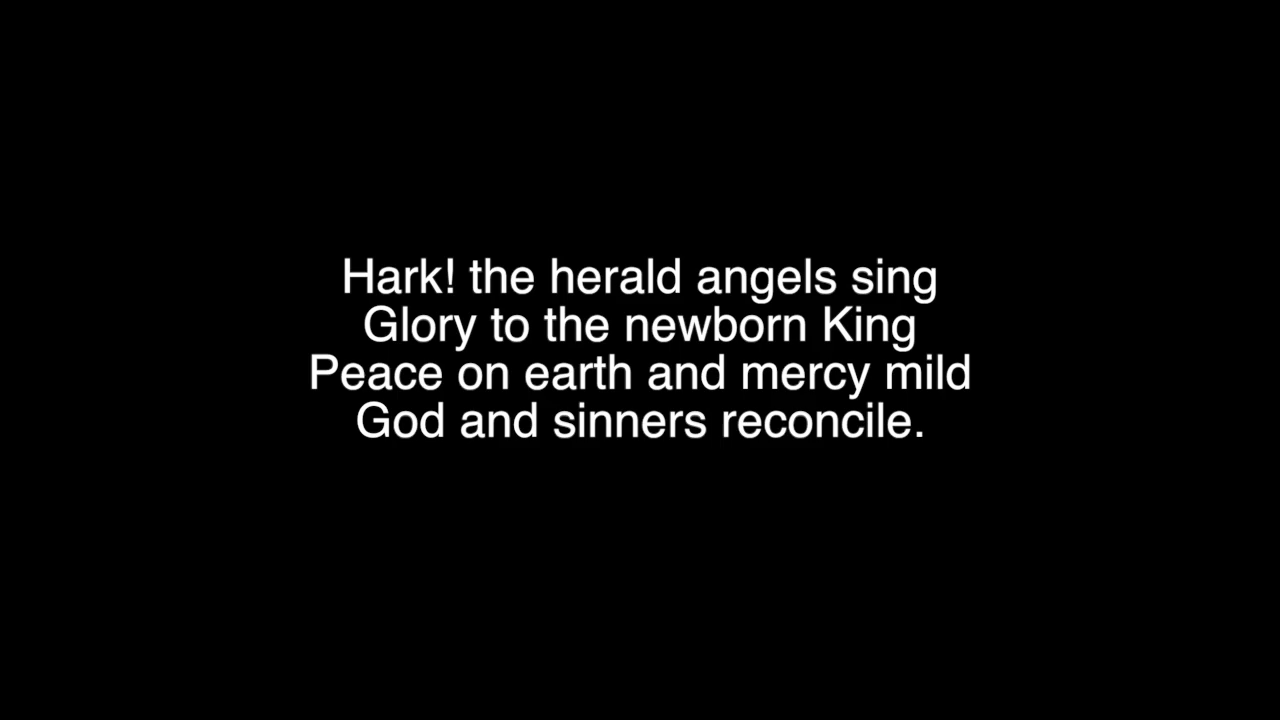 Hark! the herald angels sing
Glory to the newborn King
Peace on earth and mercy mild
God and sinners reconcile.